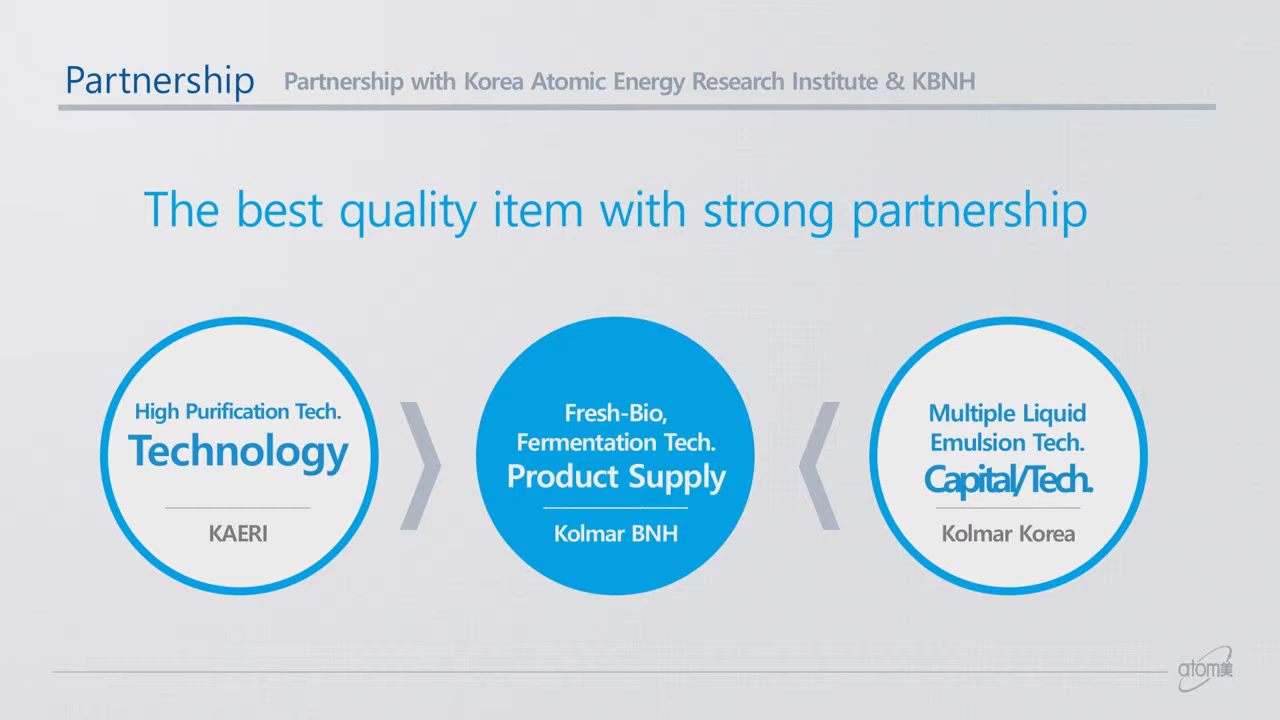 Partnership
Partnership with Korea Atomic Energy Research Institute & KBNH
The best quality item with strong partnership
High Purification Tech.
Technology
KAERI
Fresh-Bio,
Fermentation Tech.
Product Supply
Kolmar BNH
Multiple Liquid
Emulsion Tech.
Capital/Tech.
Kolmar Korea
atom美